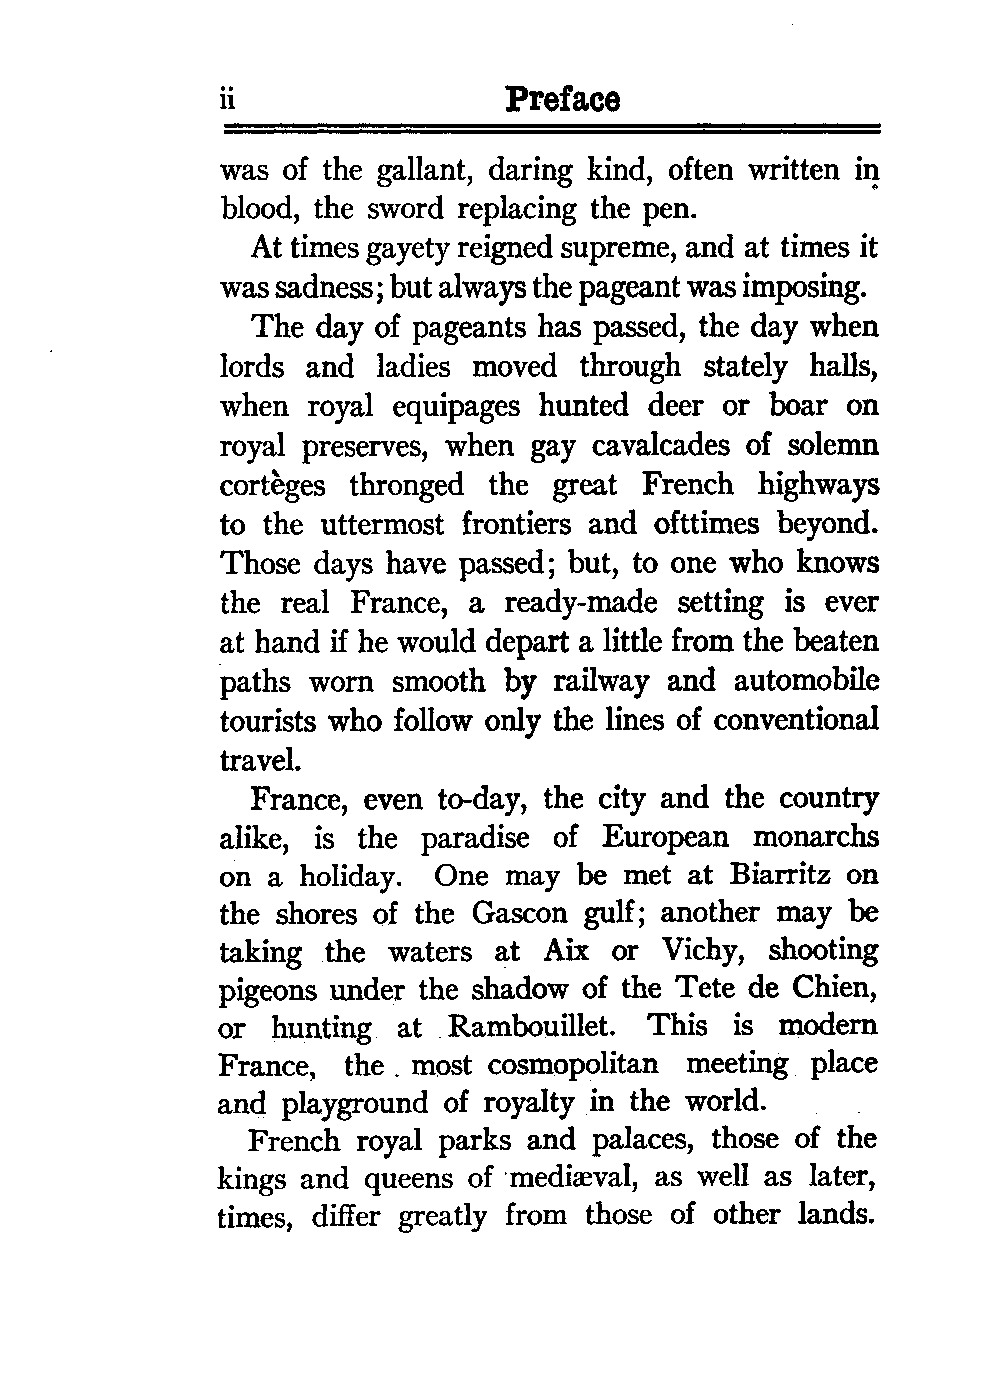 ii Preface
was of the gallant, daring kind, often written in
blood, the sword replacing the pen.
At times gayety reigned supreme, and at times it
was sadness; but always the pageant was imposing.
The day of pageants has passed, the day when
lords and ladies moved through stately halls,
when royal equipages hunted deer or boar on
royal preserves, when gay cavalcades of solemn
cortèges thronged the great French highways
to the uttermost frontiers and ofttimes beyond.
Those days have passed; but, to one who knows
the real France, a ready-made setting is ever
at hand if he would depart a little from the beaten
paths worn smooth by railway and automobile
tourists who follow only the lines of conventional
travel.
France, even to-day, the city and the country
alike, is the paradise of European monarchs
on a holiday. One may be met at Biarritz on
the shores of the Gascon gulf; another may be
taking the waters at Aix or Vichy, shooting
pigeons under the shadow of the Tete de Chien,
or hunting at Rambouillet. This is modern
France, the most cosmopolitan meeting place
and playground of royalty in the world.
French royal parks and palaces, those of the
kings and queens of mediæval, as well as later,
times, differ greatly from those of other lands.